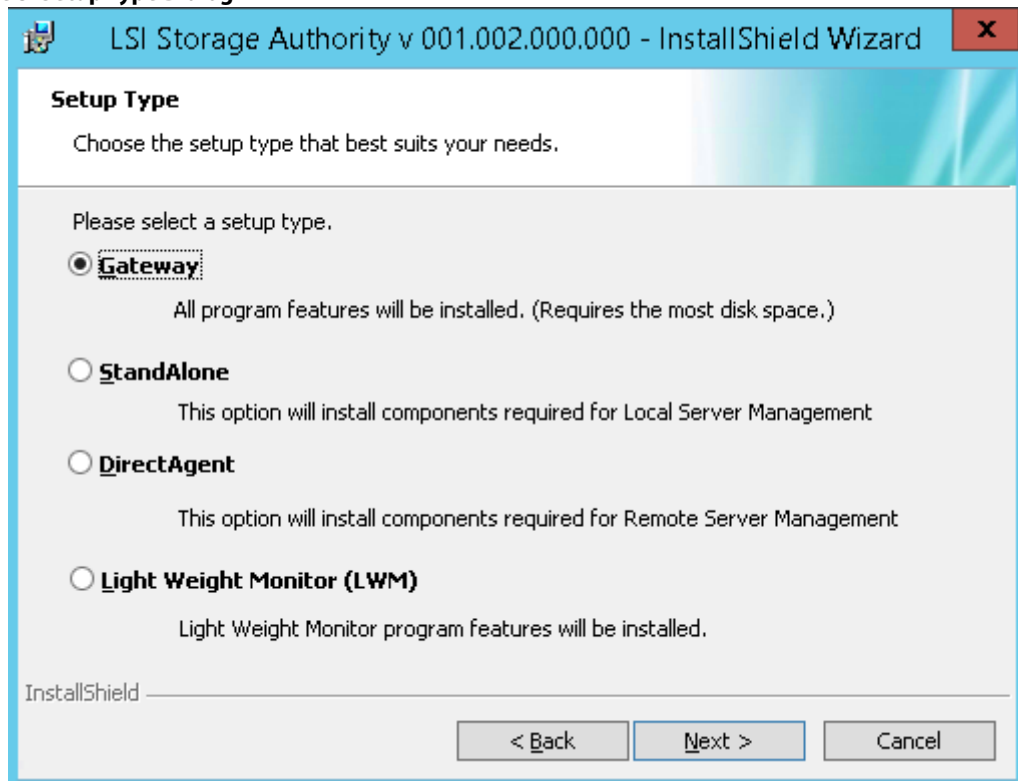 LSI Storage Authority v 001.002.000.000 - InstallShield Wizard
Setup Type
Choose the setup type that best suits your needs.
Please select a setup type.
Gateway
All program features will be installed. (Requires the most disk space.)
StandAlone
This option will install components required for Local Server Management
DirectAgent
This option will install components required for Remote Server Management
Light Weight Monitor (LWM)
Light Weight Monitor program features will be installed.
InstallShield
< Back
Next >
Cancel